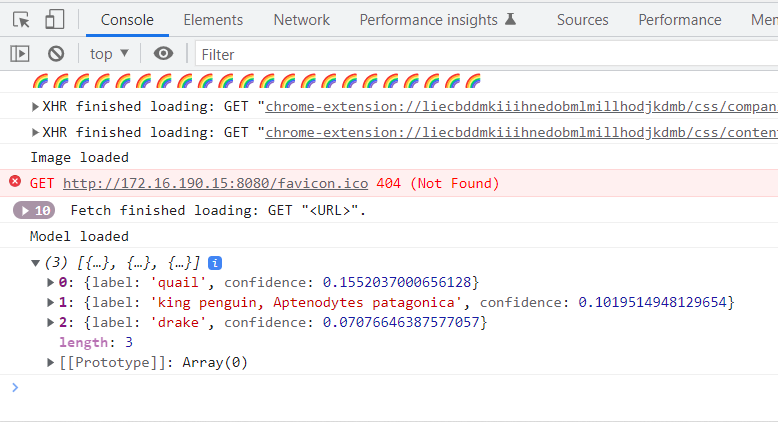 Console Elements Network Performance insights Sources Performance Mem
top Filter
XHR finished loading: GET "chrome-extension://liecbddmkiiihnedobmlmillhodjkdmb/css/compan
XHR finished loading: GET "chrome-extension://liecbddmkiiihnedobmlmillhodjkdmb/css/conten
Image loaded
GET http://172.16.190.15:8080/favicon.ico 404 (Not Found)
10 Fetch finished loading: GET "<URL>".
Model loaded
(3) [{…}, {…}, {…}] i
0: {label: 'quail', confidence: 0.1552037000656128}
1: {label: 'king penguin, Aptenodytes patagonica', confidence: 0.1019514948129654}
2: {label: 'drake', confidence: 0.07076646387577057}
length: 3
[[Prototype]]: Array(0)